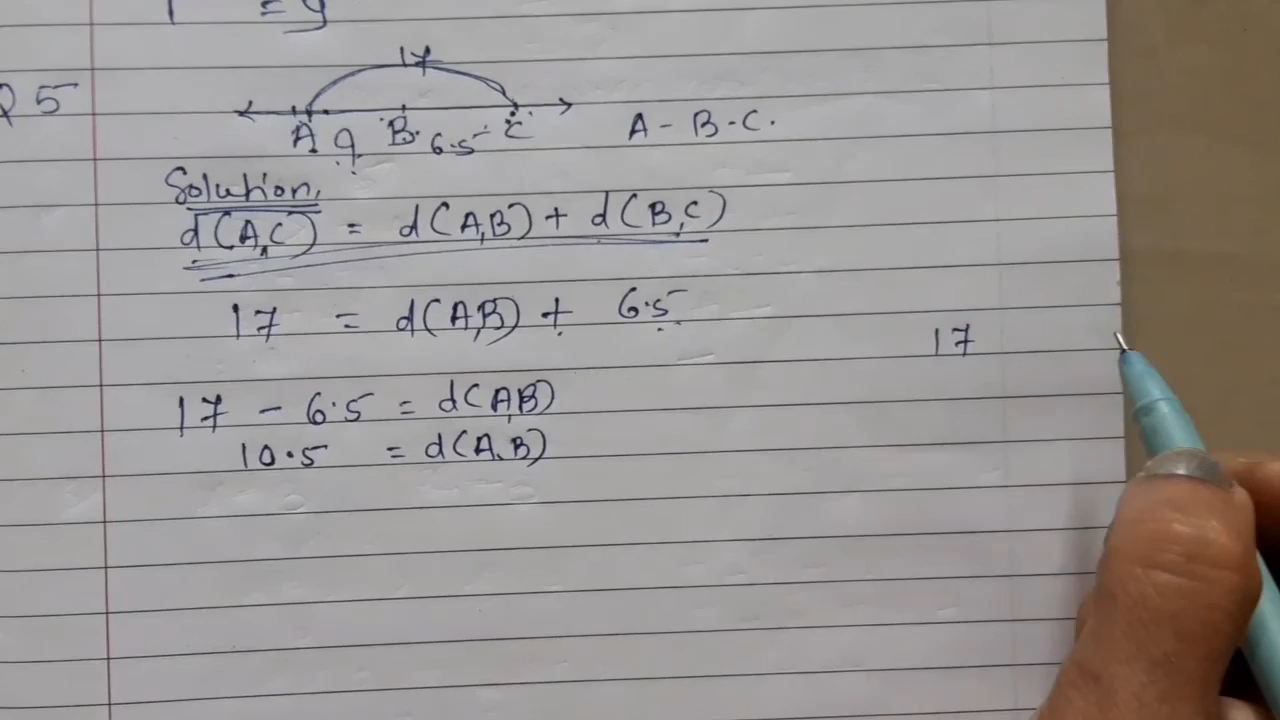 = 9
Q 5
17
A ? B 6.5 C A - B - C.
Solution,
d(A,C) = d(A,B) + d(B,C)
17 = d(A,B) + 6.5
17
17 - 6.5 = d(A,B)
10.5 = d(A,B)